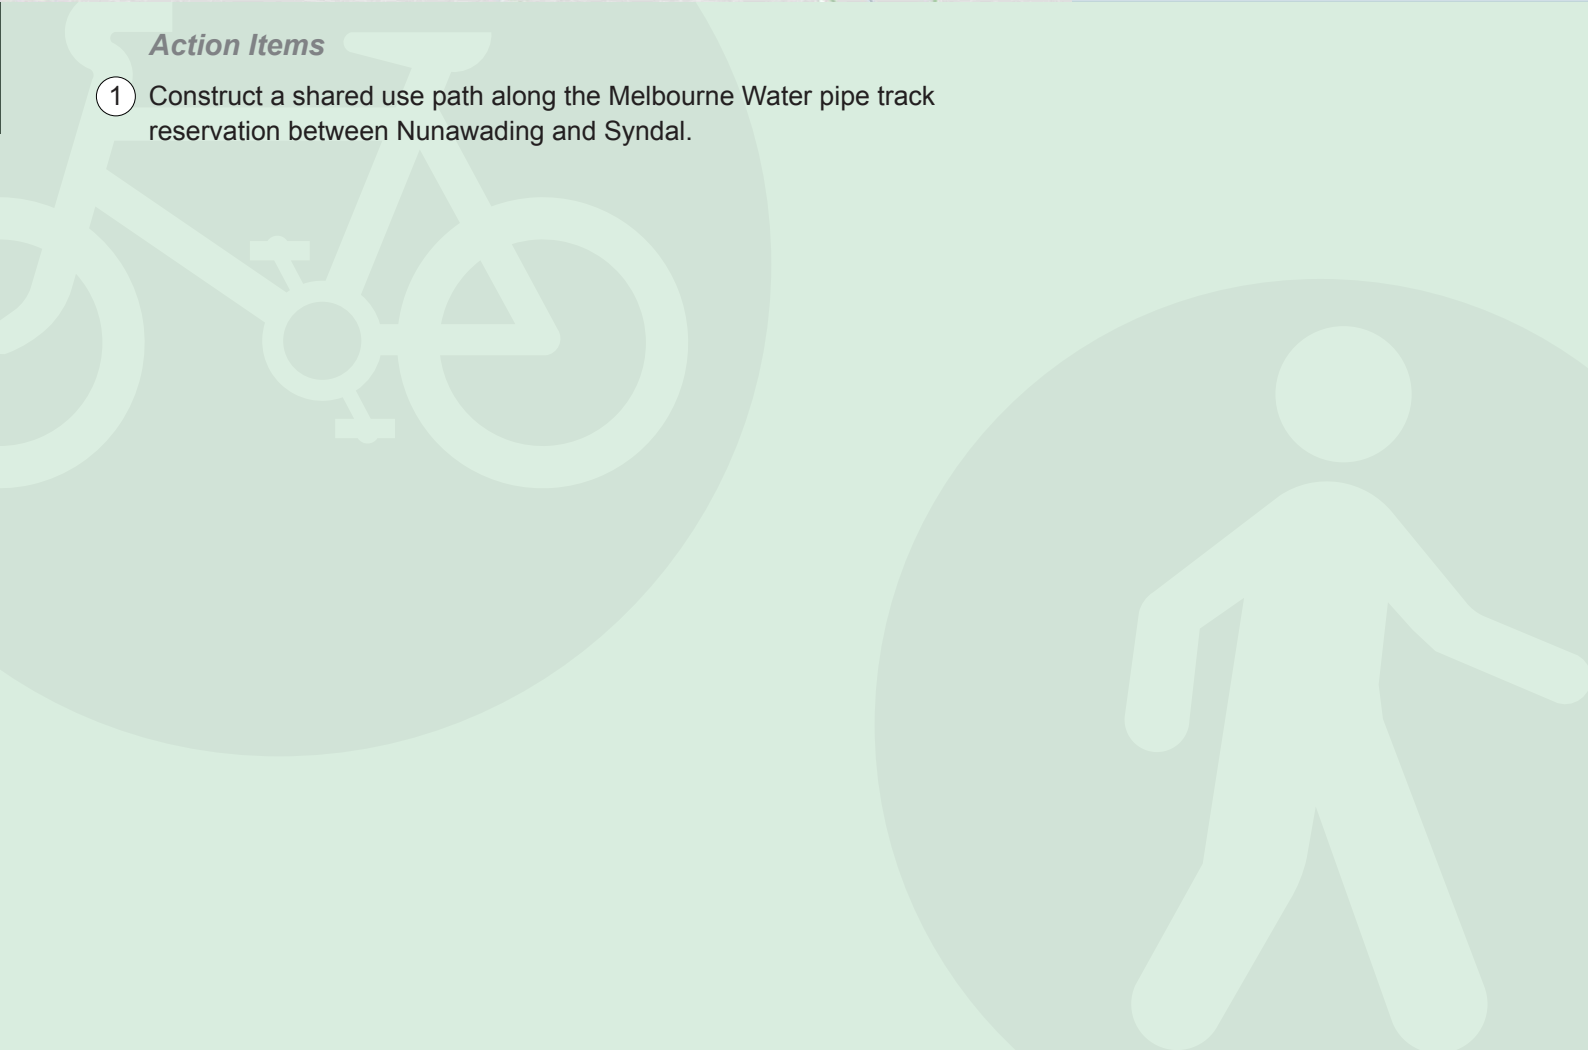 Action Items
1 Construct a shared use path along the Melbourne Water pipe track
reservation between Nunawading and Syndal.